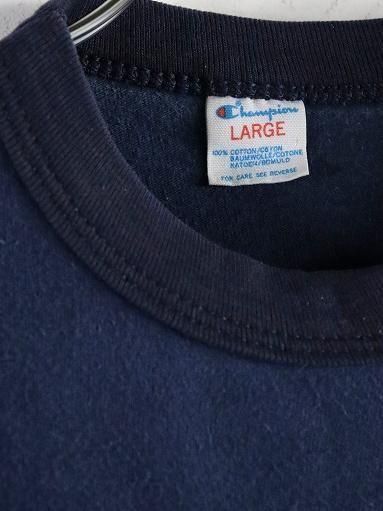 Champion
LARGE
100% COTTON/COTON
BAUMWOLLE/COTONE
KATOEN/BOMULD
FOR CARE SEE REVERSE